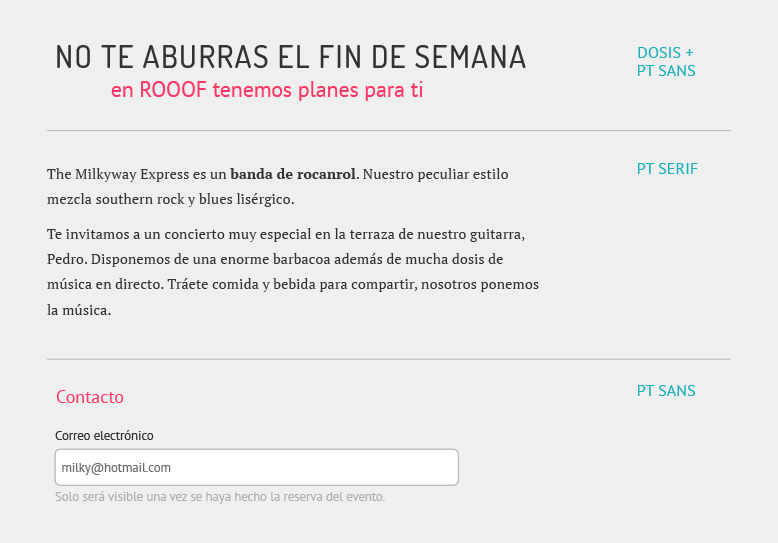 NO TE ABURRAS EL FIN DE SEMANA
en ROOOF tenemos planes para ti
DOSIS +
PT SANS
The Milkyway Express es un banda de rocanrol. Nuestro peculiar estilo
mezcla southern rock y blues lisérgico.
PT SERIF
Te invitamos a un concierto muy especial en la terraza de nuestro guitarra,
Pedro. Disponemos de una enorme barbacoa además de mucha dosis de
música en directo. Tráete comida y bebida para compartir, nosotros ponemos
la música.
Contacto
PT SANS
Correo electrónico
milky@hotmail.com
Solo será visible una vez se haya hecho la reserva del evento.